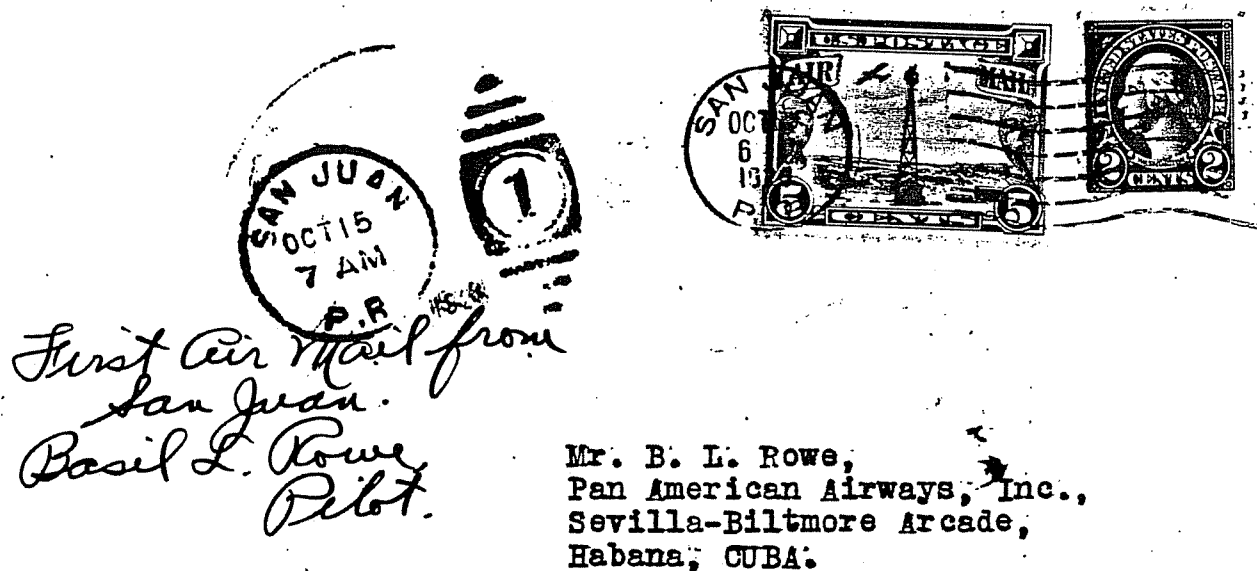 SAN JUAN
OCT 15
7 AM
P.R
1
SAN JUAN
OCT
6
19
P.
U.S. POSTAGE
AIR MAIL
5 CENTS 5
UNITED STATES POSTAGE
2 CENTS 2
First Air Mail from
San Juan.
Basil L. Rowe,
Pilot.
Mr. B. L. Rowe,
Pan American Airways, Inc.,
Sevilla-Biltmore Arcade,
Habana, CUBA.